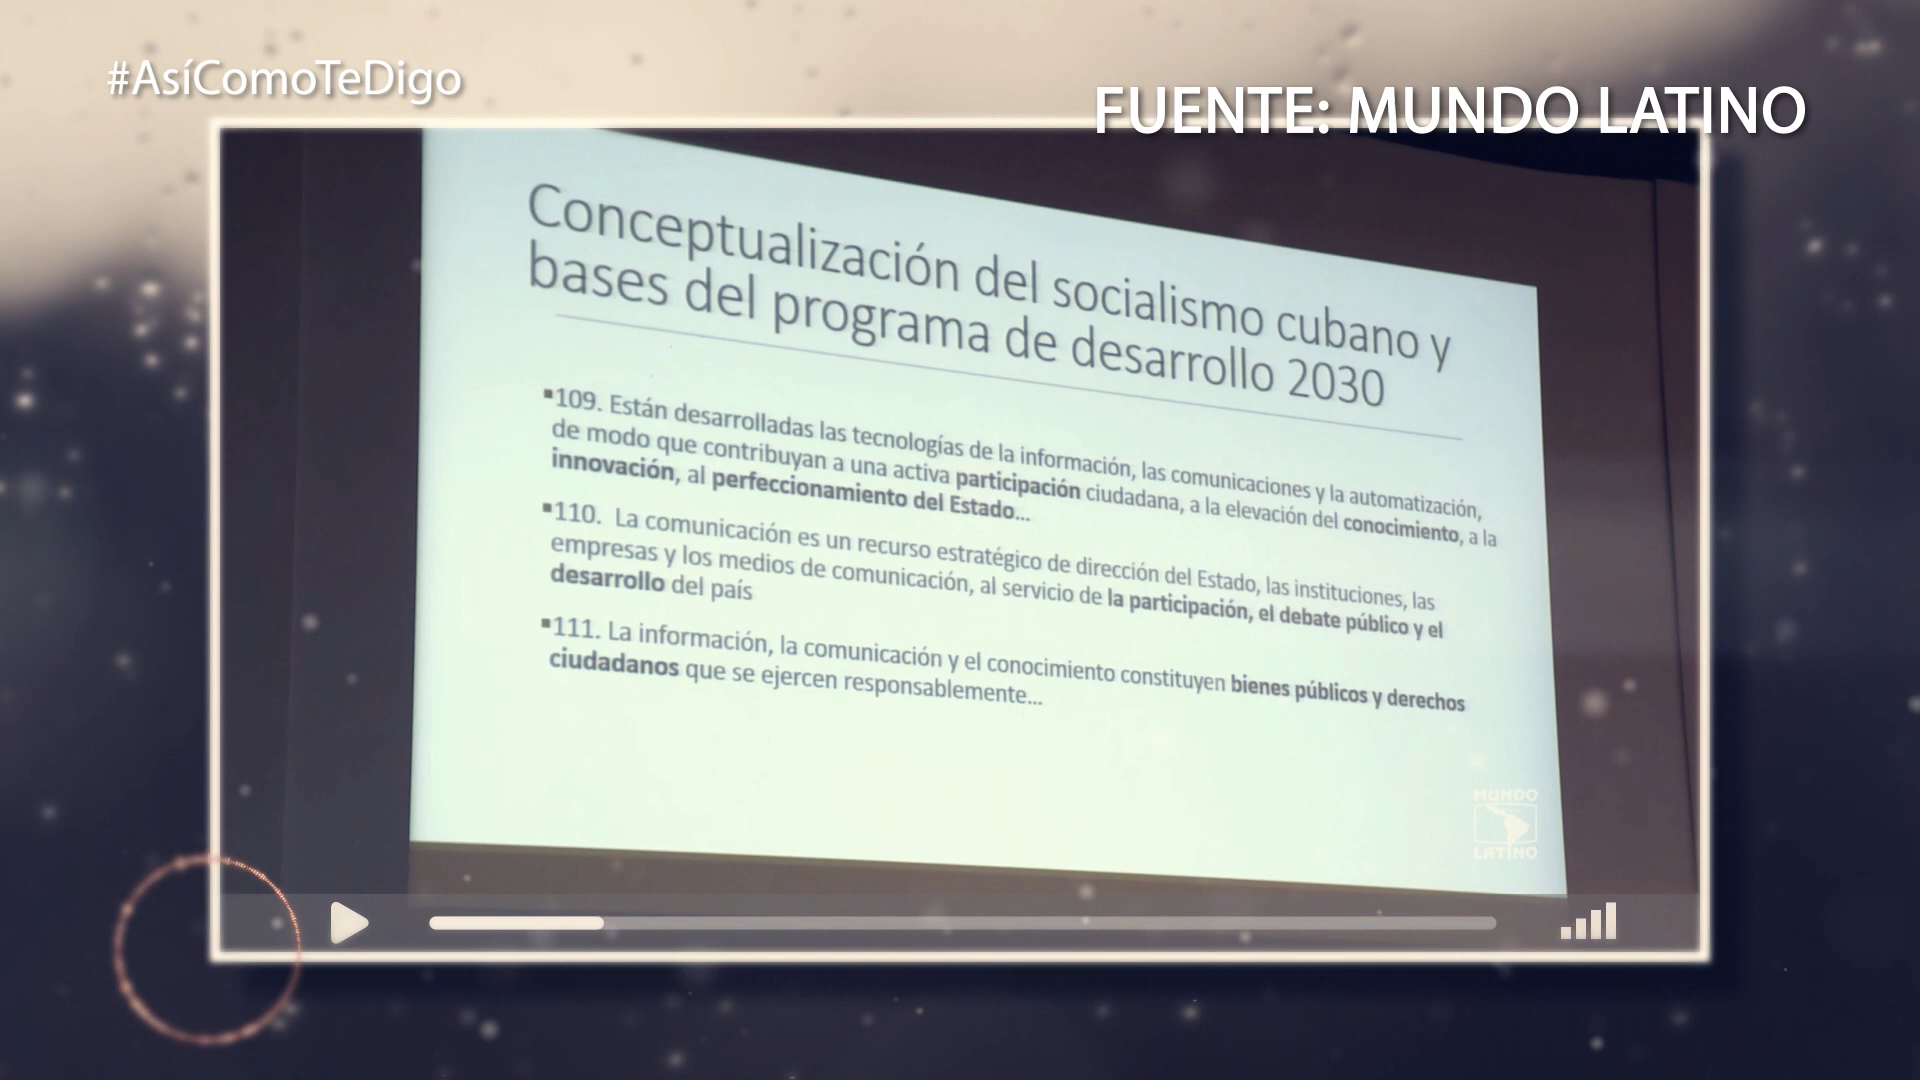 #AsíComoTeDigo
FUENTE: MUNDO LATINO
Conceptualización del socialismo cubano y
bases del programa de desarrollo 2030
▪109. Están desarrolladas las tecnologías de la información, las comunicaciones y la automatización,
de modo que contribuyan a una activa participación ciudadana, a la elevación del conocimiento, a la
innovación, al perfeccionamiento del Estado...
▪110. La comunicación es un recurso estratégico de dirección del Estado, las instituciones, las
empresas y los medios de comunicación, al servicio de la participación, el debate público y el
desarrollo del país
▪111. La información, la comunicación y el conocimiento constituyen bienes públicos y derechos
ciudadanos que se ejercen responsablemente...
MUNDO
LATINO